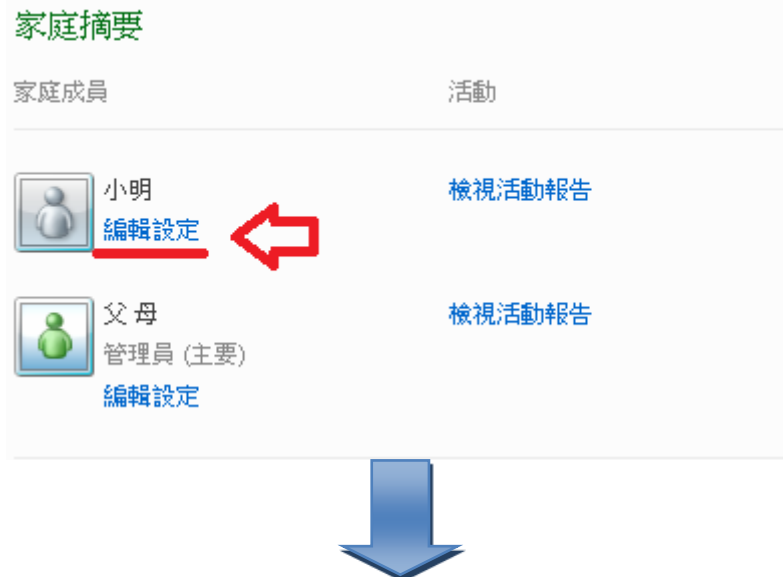 家庭摘要
家庭成員 活動
小明 檢視活動報告
編輯設定
父 母 檢視活動報告
管理員 (主要)
編輯設定